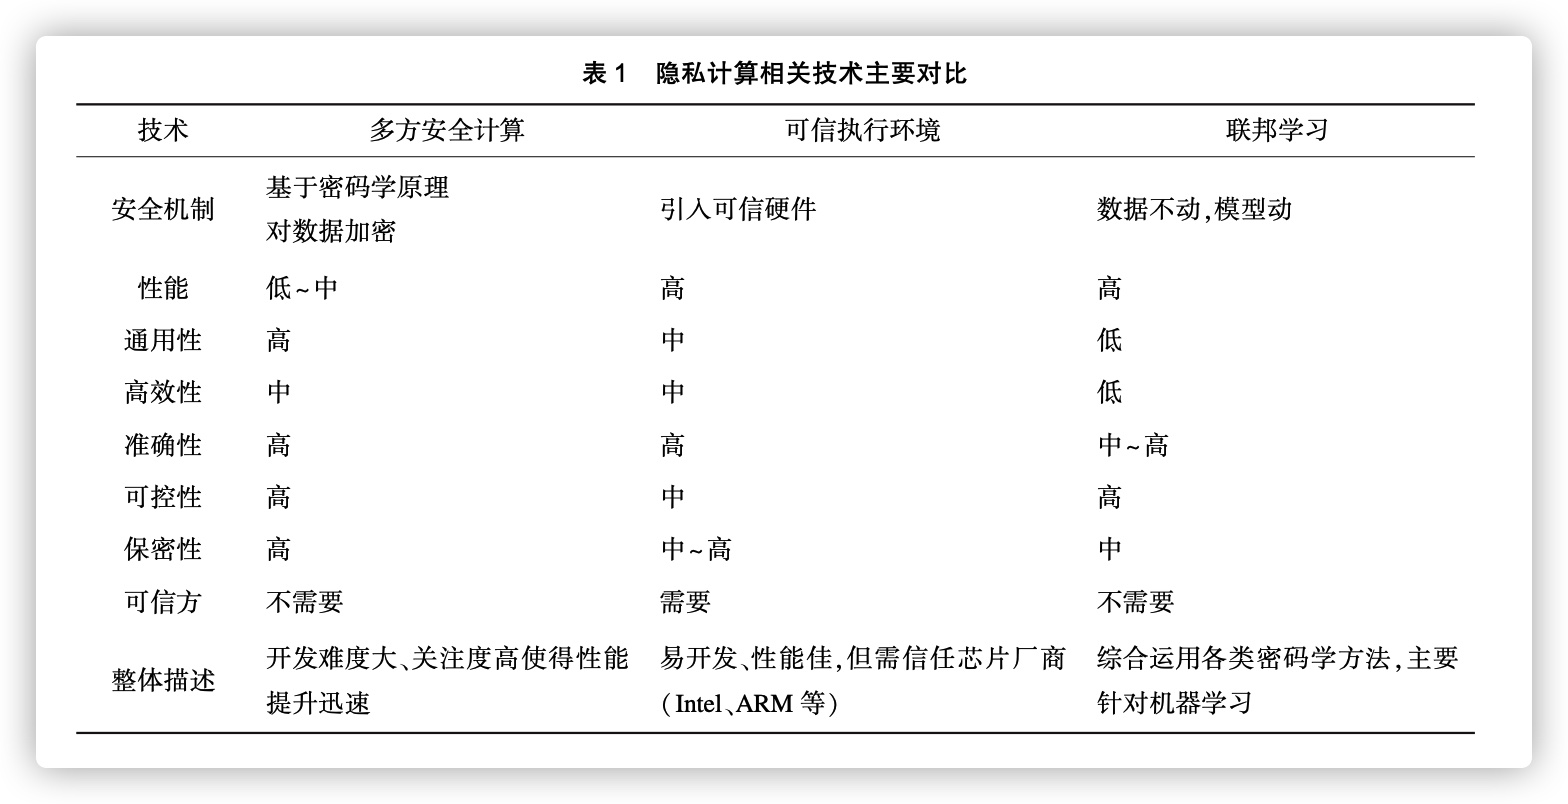 表 1 隐私计算相关技术主要对比
技术 多方安全计算 可信执行环境 联邦学习
安全机制 基于密码学原理 对数据加密 引入可信硬件 数据不动,模型动
性能 低~中 高 高
通用性 高 中 低
高效性 中 中 低
准确性 高 高 中~高
可控性 高 中 高
保密性 高 中~高 中
可信方 不需要 需要 不需要
整体描述 开发难度大、关注度高使得性能提升迅速 易开发、性能佳,但需信任芯片厂商(Intel、ARM 等) 综合运用各类密码学方法,主要针对机器学习